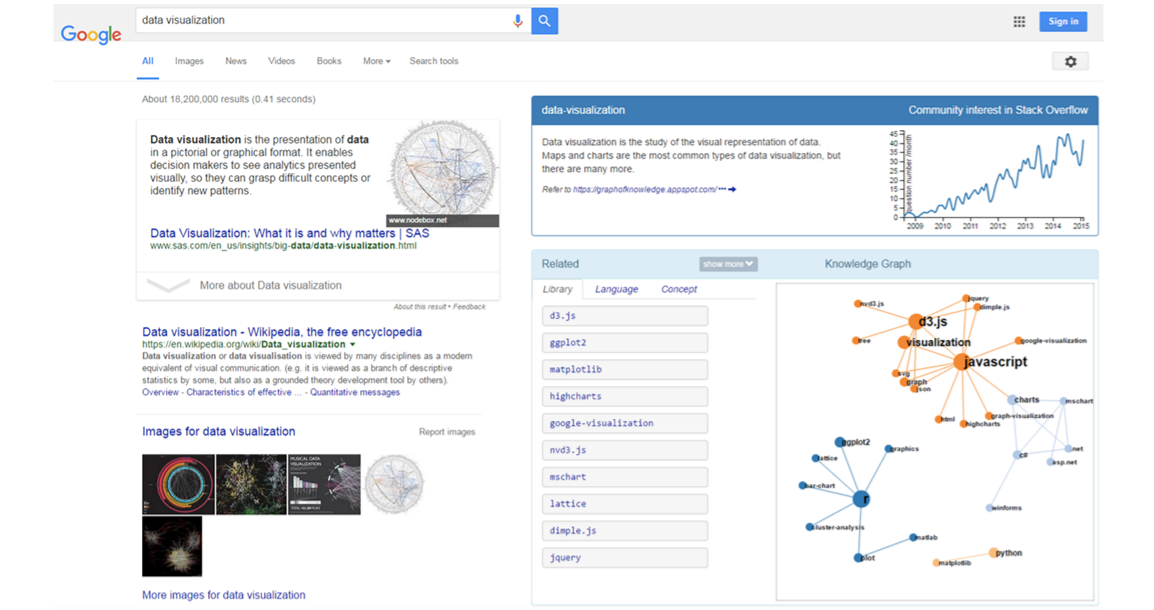 Google
data visualization
Sign in
All Images News Videos Books More Search tools
About 18,200,000 results (0.41 seconds)
Data visualization is the presentation of data
in a pictorial or graphical format. It enables
decision makers to see analytics presented
visually, so they can grasp difficult concepts or
identify new patterns.
www.nodebox.net
Data Visualization: What it is and why matters | SAS
www.sas.com/en_us/insights/big-data/data-visualization.html
More about Data visualization
About this result • Feedback
Data visualization - Wikipedia, the free encyclopedia
https://en.wikipedia.org/wiki/Data_visualization
Data visualization or data visualisation is viewed by many disciplines as a modern
equivalent of visual communication. (e.g. it is viewed as a branch of descriptive
statistics by some, but also as a grounded theory development tool by others).
Overview - Characteristics of effective ... - Quantitative messages
Images for data visualization
Report images
MUSICAL DATA
VISUALIZATION
More images for data visualization
data-visualization
Community interest in Stack Overflow
Data visualization is the study of the visual representation of data.
Maps and charts are the most common types of data visualization, but
there are many more.
Refer to https://graphofknowledge.appspot.com/***
45
40
35
30
25
20
15
10
5
0
question number /month
2009 2010 2011 2012 2013 2014 2015
Related
show more
Knowledge Graph
Library Language Concept
d3.js
ggplot2
matplotlib
highcharts
google-visualization
nvd3.js
mschart
lattice
dimple.js
jquery
nvd3.js
jquery
dimple.js
d3.js
tree
visualization
google-visualization
javascript
svg
graph
json
charts
mschart
html
graph-visualization
highcharts
ggplot2
graphics
lattice
c#
.net
asp.net
bar-chart
r
winforms
cluster-analysis
matlab
plot
python
matplotlib